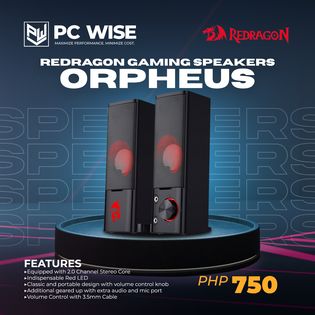 PC WISE
MAXIMIZE PERFORMANCE, MINIMIZE COST.
REDRAGON
REDRAGON GAMING SPEAKERS
ORPHEUS
SPEAKERS
SPEAKERS
SPEAKERS
FEATURES
▸Equipped with 2.0 Channel Stereo Core
▸Indispensable Red LED
▸Classic and portable design with volume control knob
▸Additional geared up with extra audio and mic port
▸Volume Control with 3.5mm Cable
PHP 750